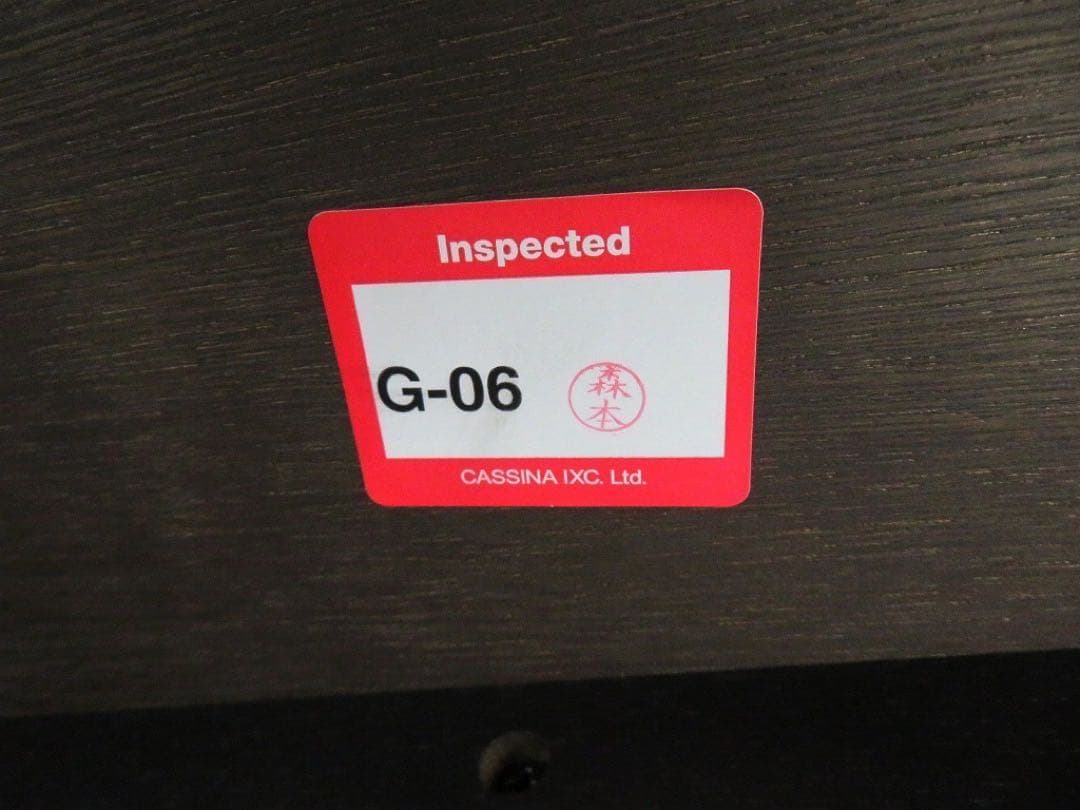 Inspected
G-06
森本
CASSINA IXC. Ltd.